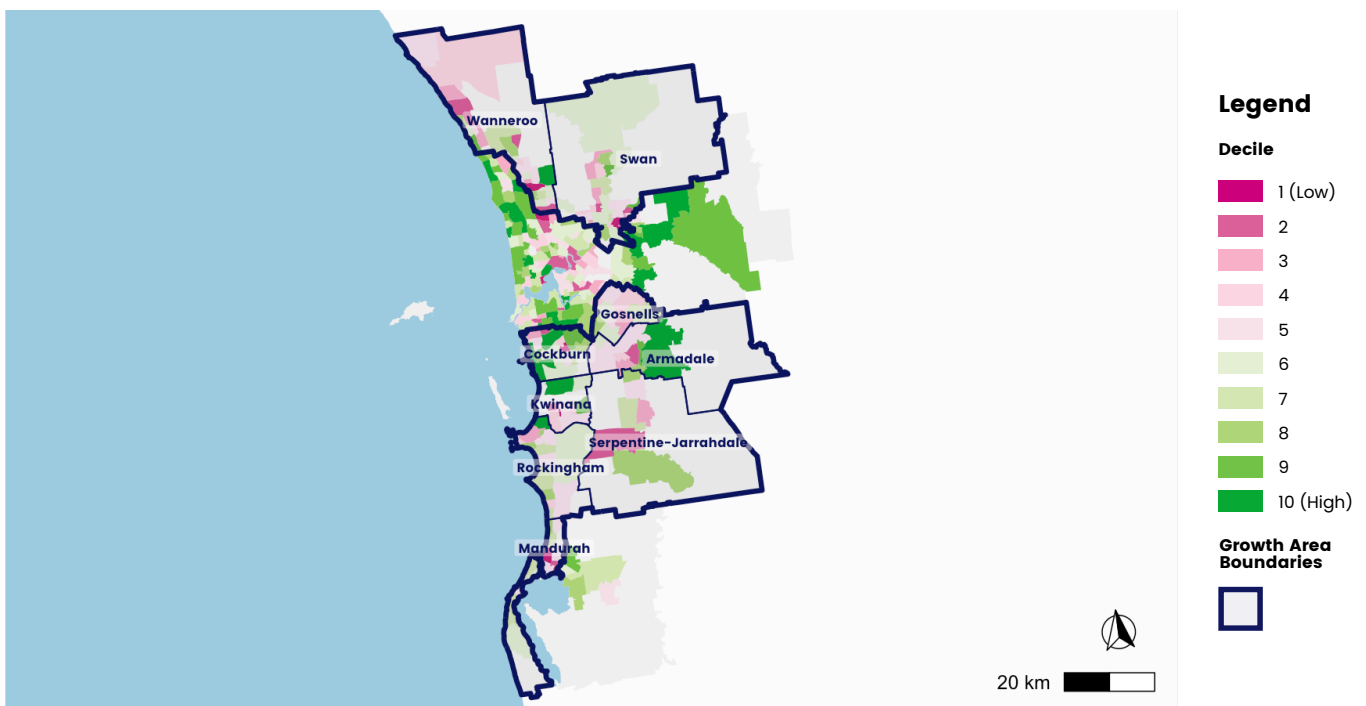 Wanneroo
Swan
Gosnells
Cockburn
Armadale
Kwinana
Serpentine-Jarrahdale
Rockingham
Mandurah
20 km
Legend
Decile
1 (Low)
2
3
4
5
6
7
8
9
10 (High)
Growth Area
Boundaries